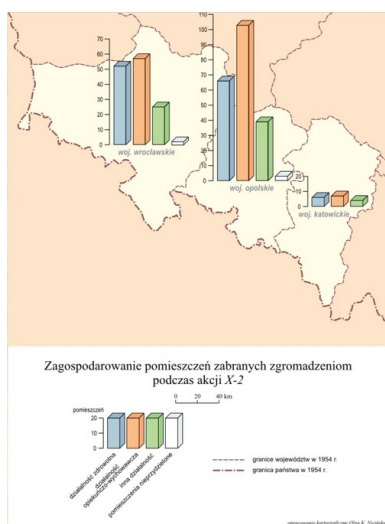 70
60
50
40
30
20
10
0
woj. wrocławskie
110
100
90
80
70
60
50
40
30
20
10
0
woj. opolskie
20
10
0
woj. katowickie
Zagospodarowanie pomieszczeń zabranych zgromadzeniom
podczas akcji X-2
0 20 40 km
pomieszczeń
20
10
0
działalność zdrowotna
działalność
opiekuńczo-wychowawcza
inna działalność
pomieszczenia nieprzydzielone
granice województw w 1954 r.
granica państwa w 1954 r.
opracowanie kartograficzne